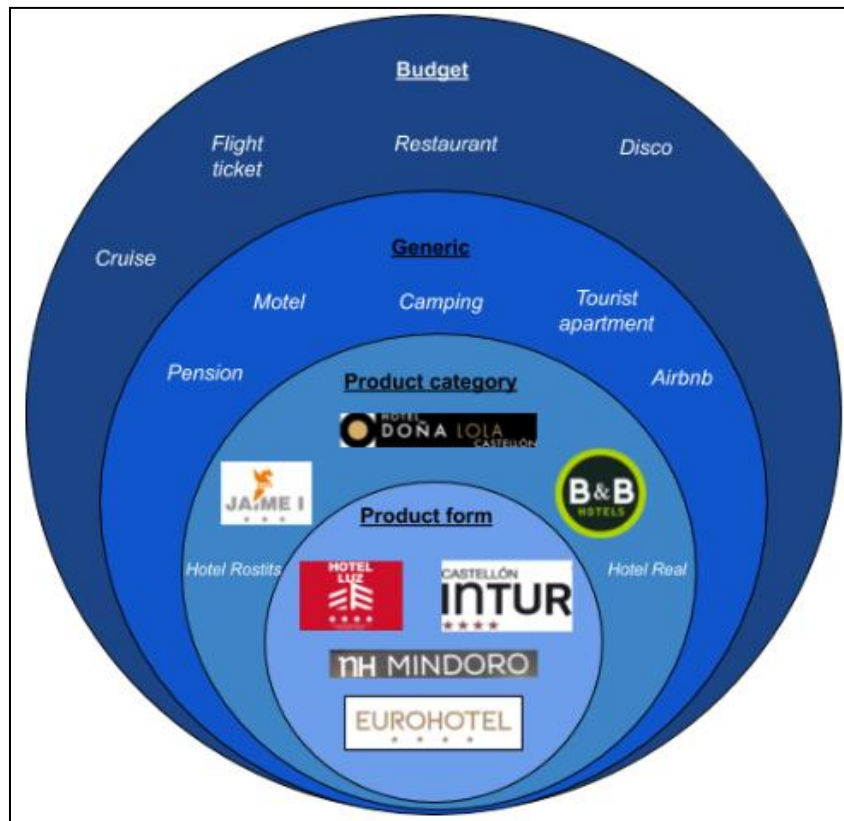 Budget
Flight
ticket
Restaurant
Disco
Cruise
Generic
Motel
Camping
Tourist
apartment
Pension
Airbnb
Product category
HOTEL
DOÑA LOLA
CASTELLÓN
JAIME I
B&B
HOTELS
Product form
Hotel Rostits
HOTEL
LUZ
CASTELLÓN
INTUR
Hotel Real
nH MINDORO
EUROHOTEL